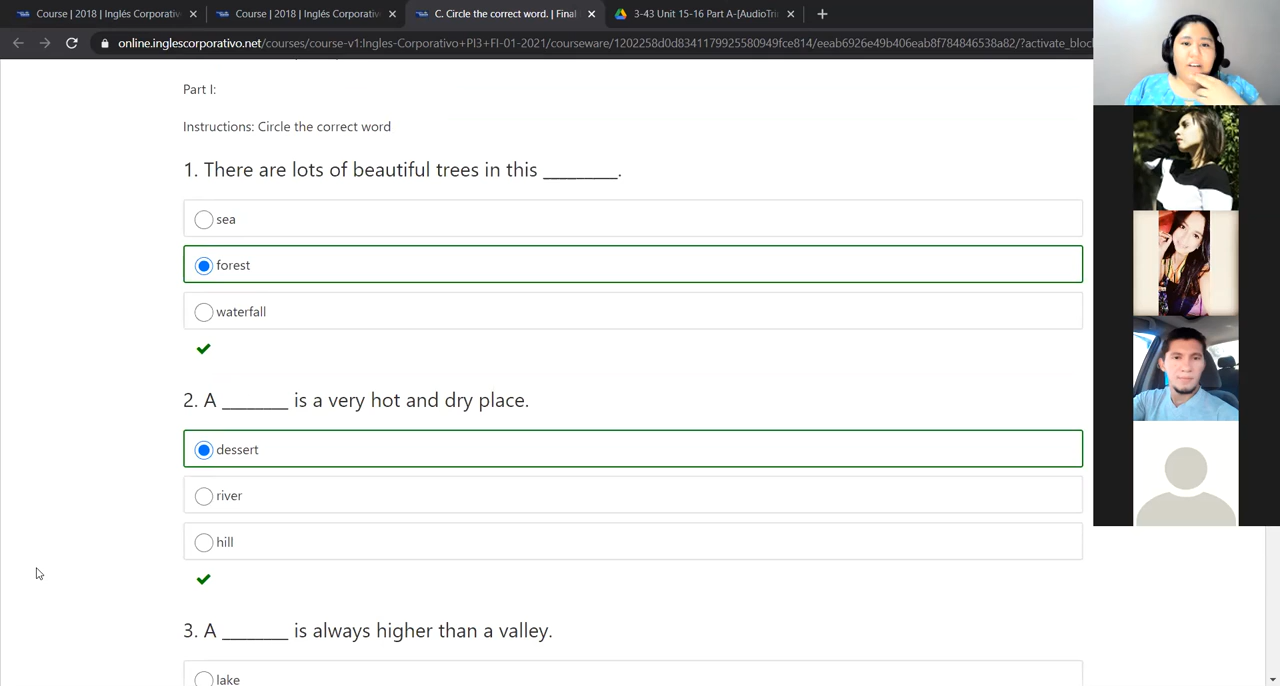 Course | 2018 | Inglés Corporativ
Course | 2018 | Inglés Corporativ
C. Circle the correct word. | Final
3-43 Unit 15-16 Part A-[AudioTri
online.inglescorporativo.net/courses/course-v1:Ingles-Corporativo+PI3+FI-01-2021/courseware/1202258d0d8341179925580949fce814/eeab6926e49b406eab8f784846538a82/?activate_bloc
Part I:
Instructions: Circle the correct word
1. There are lots of beautiful trees in this _________.
sea
forest
waterfall
2. A ________ is a very hot and dry place.
dessert
river
hill
3. A ________ is always higher than a valley.
lake